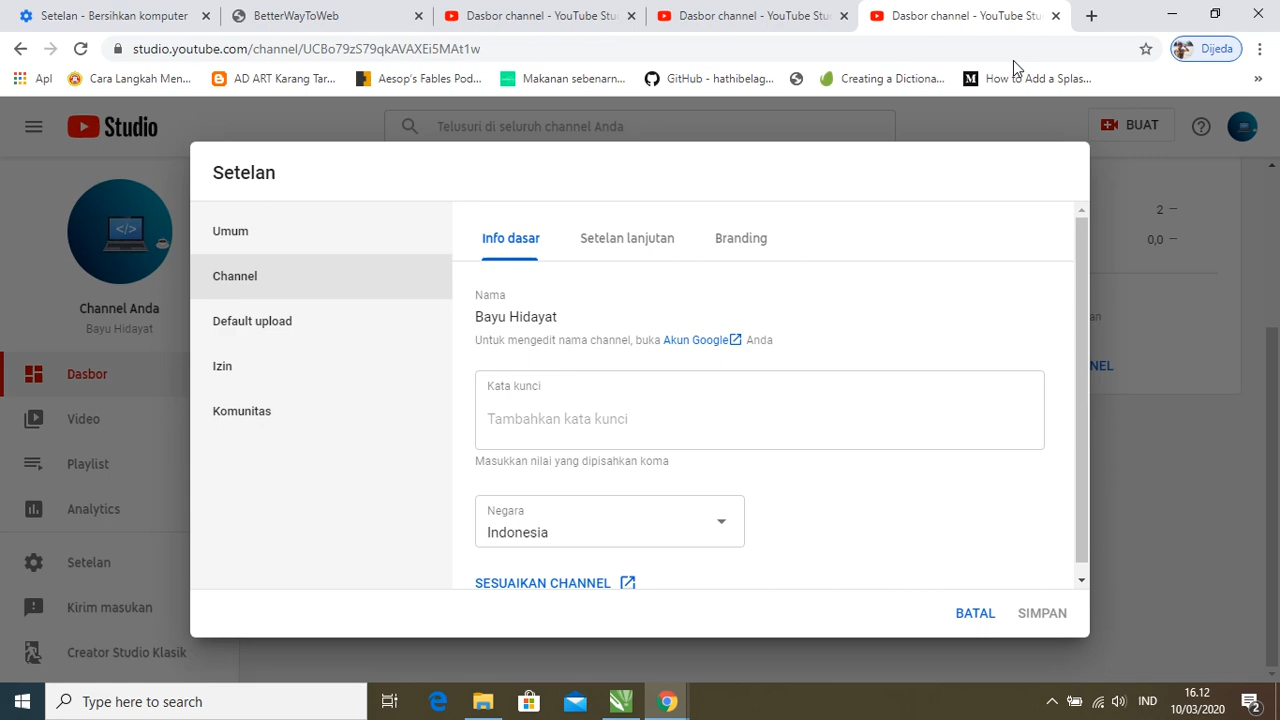 Setelan - Bersihkan komputer
BetterWayToWeb
Dasbor channel - YouTube Stu
Dasbor channel - YouTube Stu
Dasbor channel - YouTube Stu
studio.youtube.com/channel/UCBo79zS79qkAVAXEi5MAt1w
Dijeda
Apl
Cara Langkah Men...
AD ART Karang Tar...
Aesop's Fables Pod...
Makanan sebenarn...
GitHub - kathibelag...
Creating a Dictiona...
How to Add a Splas...
»
Studio
Telusuri di seluruh channel Anda
BUAT
Channel Anda
Bayu Hidayat
Dasbor
Video
Playlist
Analytics
Setelan
Kirim masukan
Creator Studio Klasik
Setelan
Umum
Channel
Default upload
Izin
Komunitas
Info dasar
Setelan lanjutan
Branding
Nama
Bayu Hidayat
Untuk mengedit nama channel, buka Akun Google Anda
Kata kunci
Tambahkan kata kunci
Masukkan nilai yang dipisahkan koma
Negara
Indonesia
SESUAIKAN CHANNEL
BATAL
SIMPAN
2 —
0,0 —
Type here to search
IND
16.12
10/03/2020
2